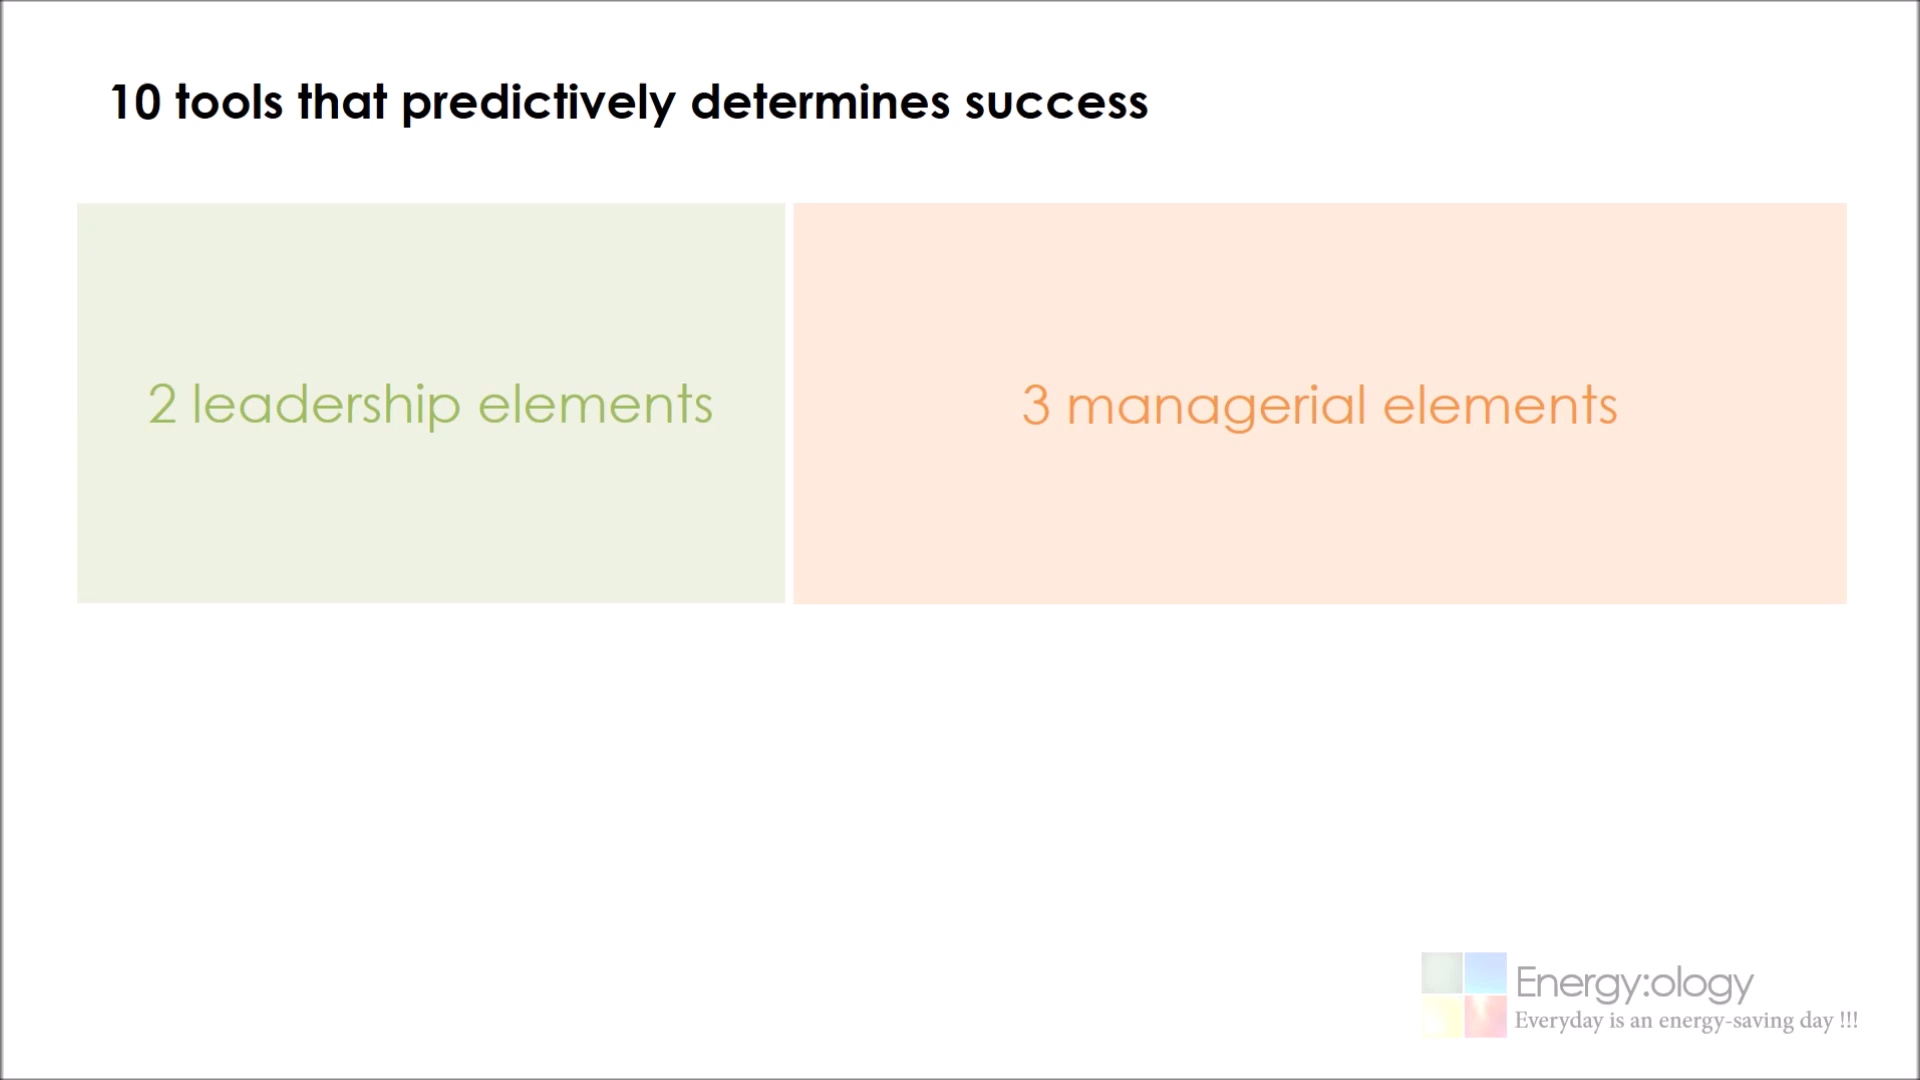 10 tools that predictively determines success
2 leadership elements
3 managerial elements
Energy:ology
Everyday is an energy-saving day !!!